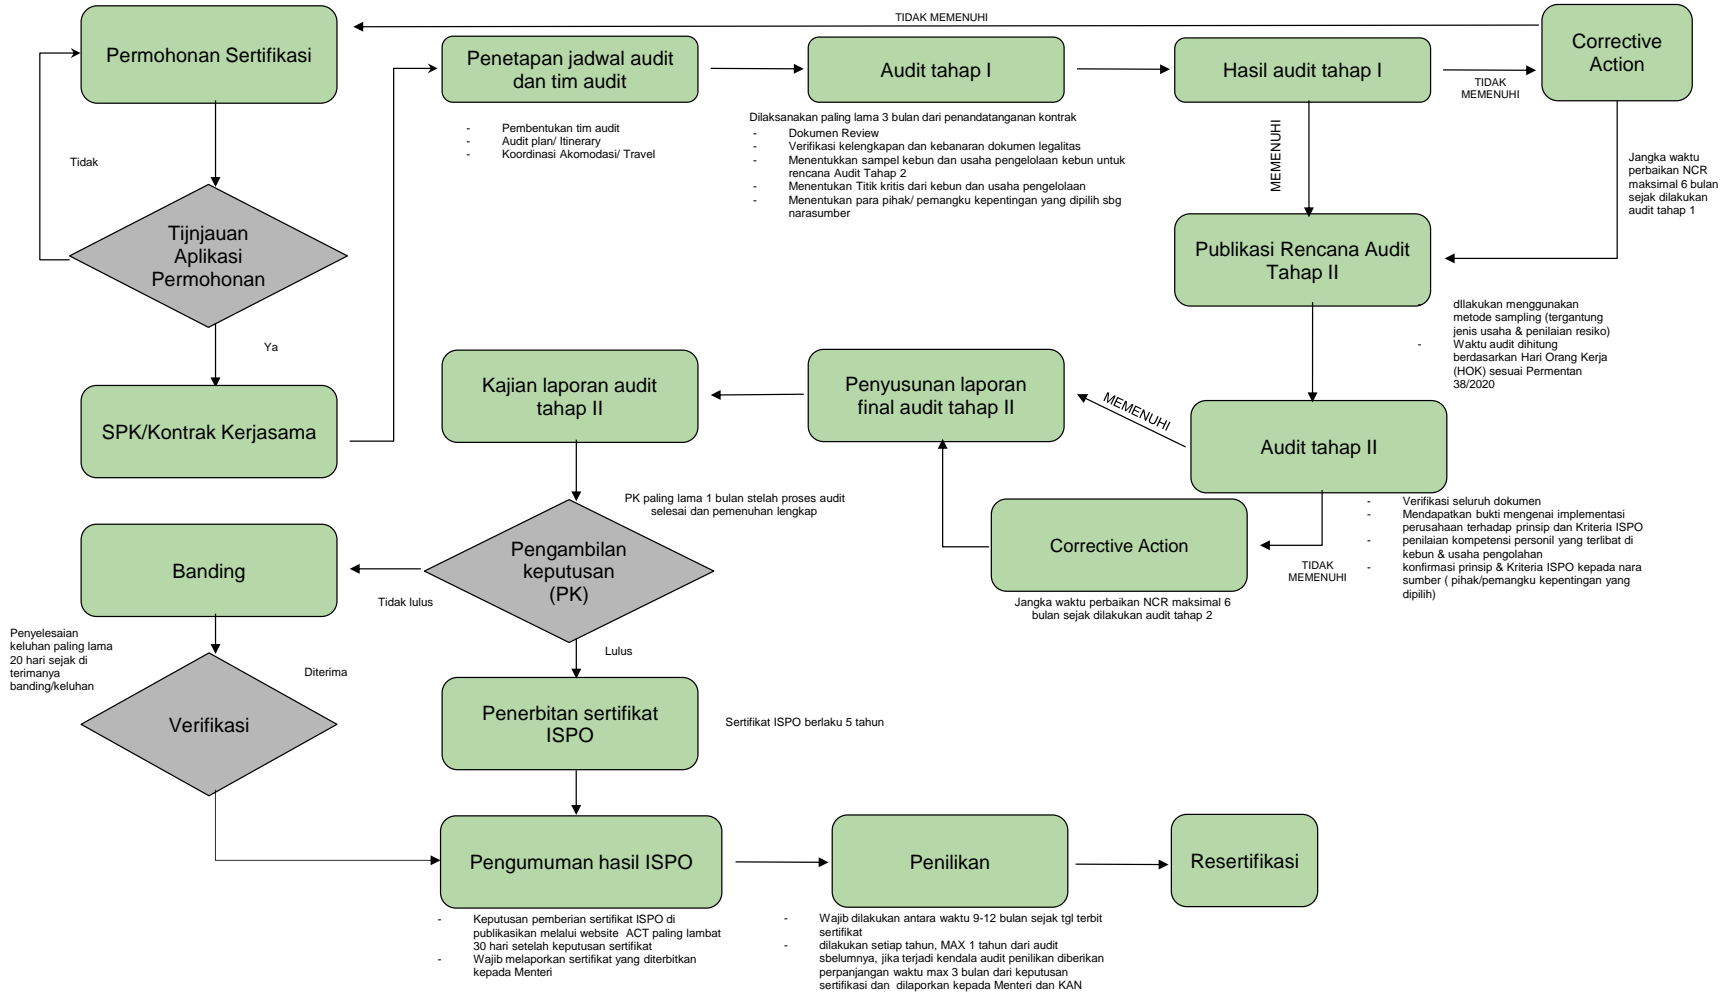 TIDAK MEMENUHI
Permohonan Sertifikasi
Penetapan jadwal audit
dan tim audit
Audit tahap I
Hasil audit tahap I
TIDAK
MEMENUHI
Corrective
Action
Tidak
- Pembentukan tim audit
- Audit plan/ Itinerary
- Koordinasi Akomodasi/ Travel
Dilaksanakan paling lama 3 bulan dari penandatanganan kontrak
- Dokumen Review
- Verifikasi kelengkapan dan kebanaran dokumen legalitas
- Menentukkan sampel kebun dan usaha pengelolaan kebun untuk
rencana Audit Tahap 2
- Menentukan Titik kritis dari kebun dan usaha pengelolaan
- Menentukan para pihak/ pemangku kepentingan yang dipilih sbg
narasumber
MEMENUHI
Jangka waktu
perbaikan NCR
maksimal 6 bulan
sejak dilakukan
audit tahap 1
Tijnjauan
Aplikasi
Permohonan
Publikasi Rencana Audit
Tahap II
- dIlakukan menggunakan
metode sampling (tergantung
jenis usaha & penilaian resiko)
- Waktu audit dihitung
berdasarkan Hari Orang Kerja
(HOK) sesuai Permentan
38/2020
Ya
SPK/Kontrak Kerjasama
Kajian laporan audit
tahap II
Penyusunan laporan
final audit tahap II
MEMENUHI
Audit tahap II
PK paling lama 1 bulan stelah proses audit
selesai dan pemenuhan lengkap
- Verifikasi seluruh dokumen
- Mendapatkan bukti mengenai implementasi
perusahaan terhadap prinsip dan Kriteria ISPO
- penilaian kompetensi personil yang terlibat di
kebun & usaha pengolahan
- konfirmasi prinsip & Kriteria ISPO kepada nara
sumber ( pihak/pemangku kepentingan yang
dipilih)
TIDAK
MEMENUHI
Corrective Action
Jangka waktu perbaikan NCR maksimal 6
bulan sejak dilakukan audit tahap 2
Pengambilan
keputusan
(PK)
Tidak lulus
Banding
Penyelesaian
keluhan paling lama
20 hari sejak di
terimanya
banding/keluhan
Diterima
Verifikasi
Lulus
Penerbitan sertifikat
ISPO
Sertifikat ISPO berlaku 5 tahun
Pengumuman hasil ISPO
Penilikan
Resertifikasi
- Keputusan pemberian sertifikat ISPO di
publikasikan melalui website ACT paling lambat
30 hari setelah keputusan sertifikat
- Wajib melaporkan sertifikat yang diterbitkan
kepada Menteri
- Wajib dilakukan antara waktu 9-12 bulan sejak tgl terbit
sertifikat
- dilakukan setiap tahun, MAX 1 tahun dari audit
sbelumnya, jika terjadi kendala audit penilikan diberikan
perpanjangan waktu max 3 bulan dari keputusan
sertifikasi dan dilaporkan kepada Menteri dan KAN